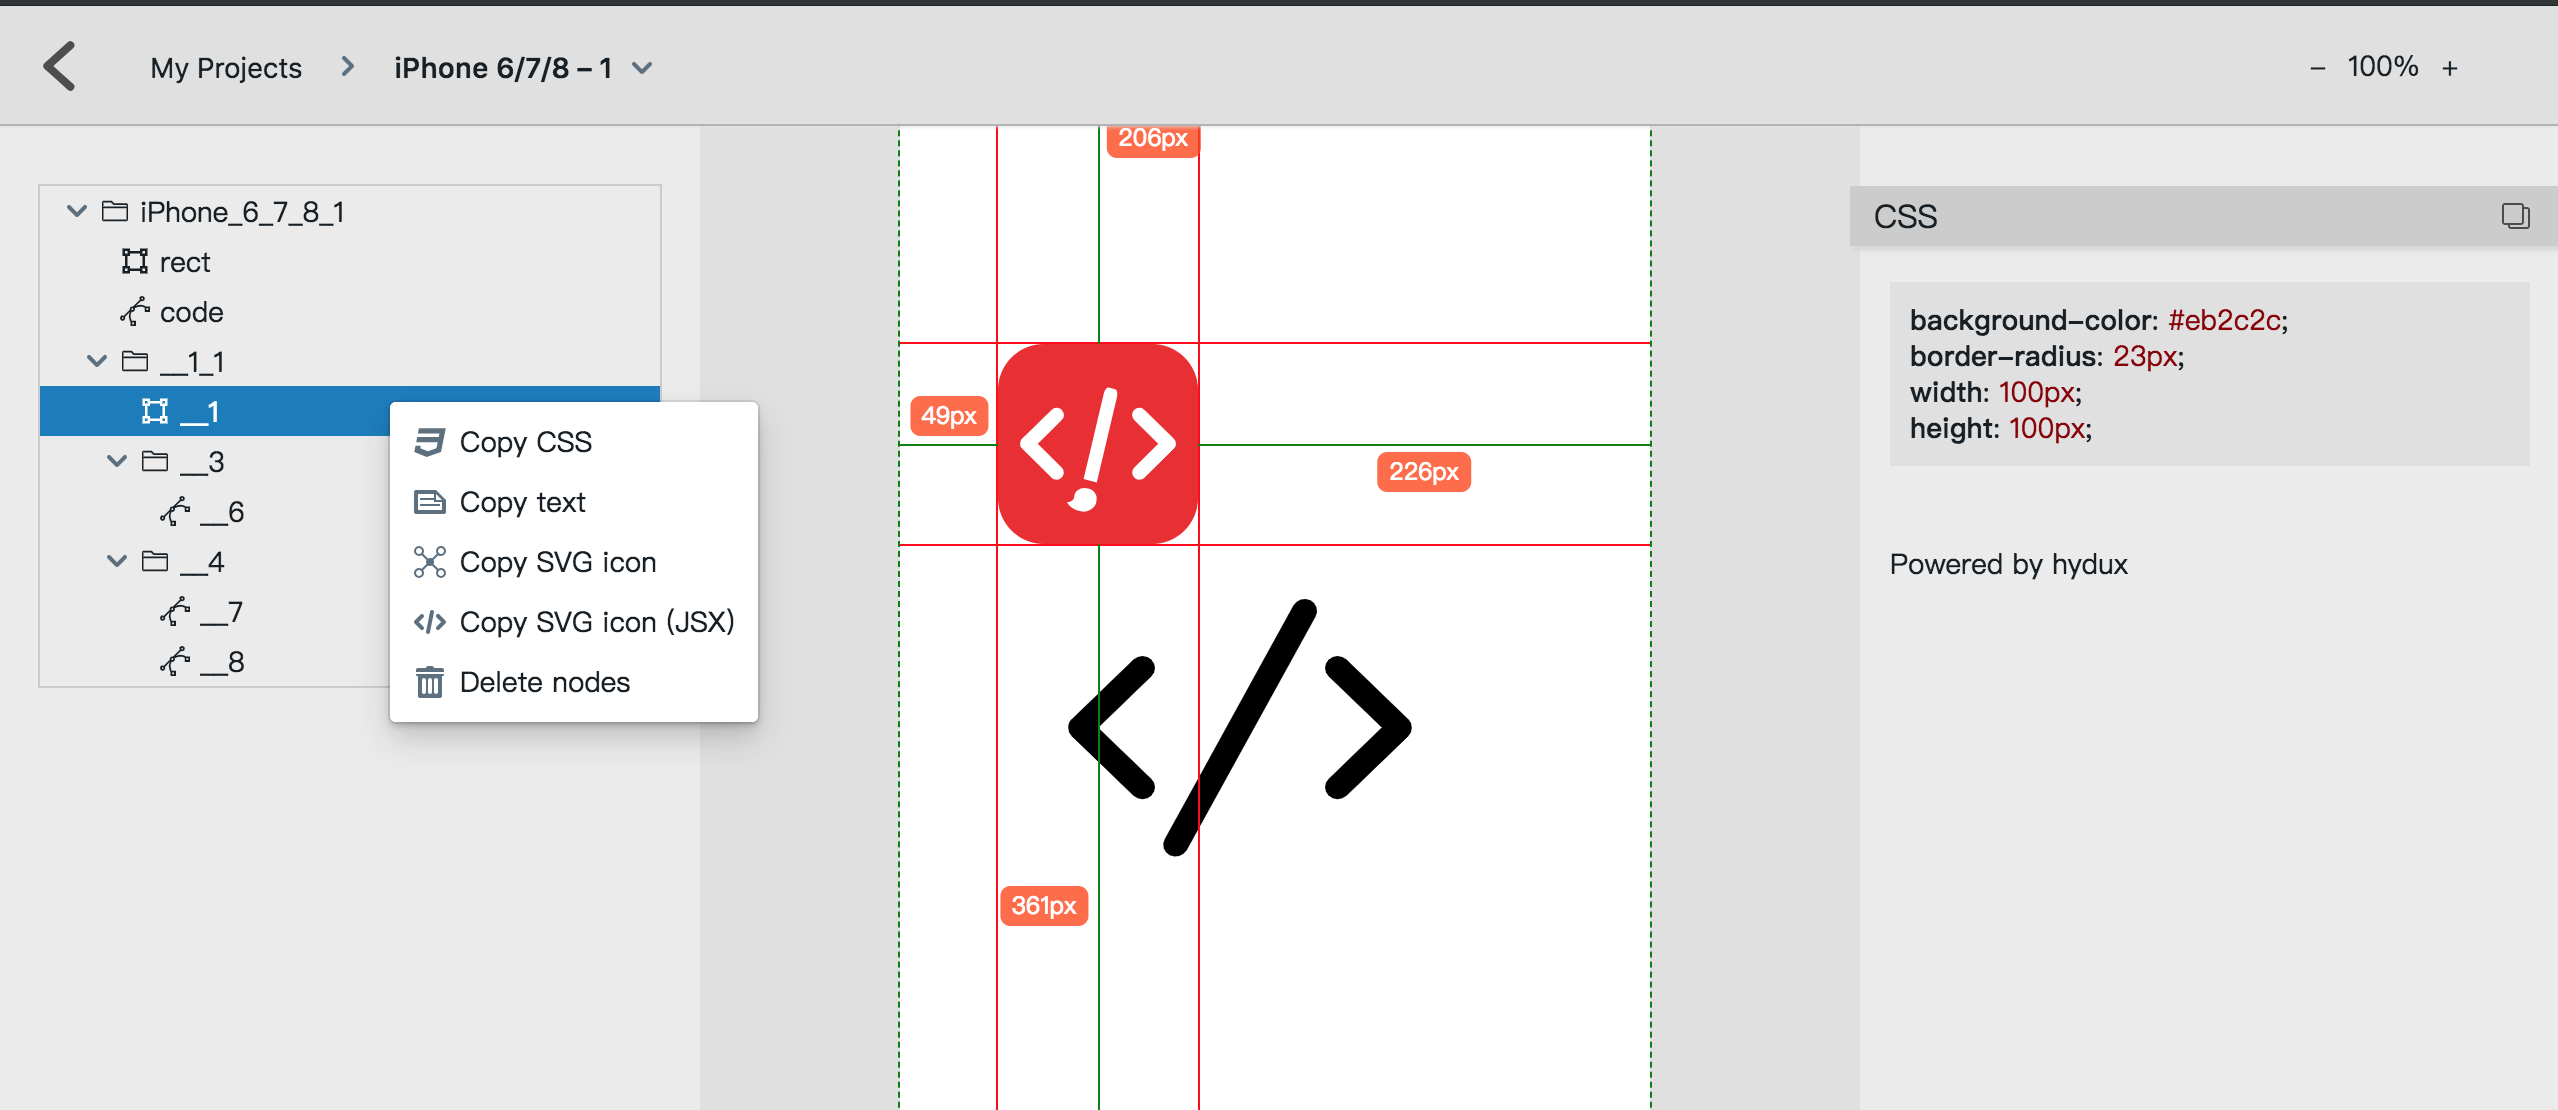 My Projects
iPhone 6/7/8 – 1
– 100% +
iPhone_6_7_8_1
rect
code
__1_1
__1
__3
__6
__4
__7
__8
Copy CSS
Copy text
Copy SVG icon
Copy SVG icon (JSX)
Delete nodes
206px
49px
226px
361px
CSS
background-color: #eb2c2c;
border-radius: 23px;
width: 100px;
height: 100px;
Powered by hydux